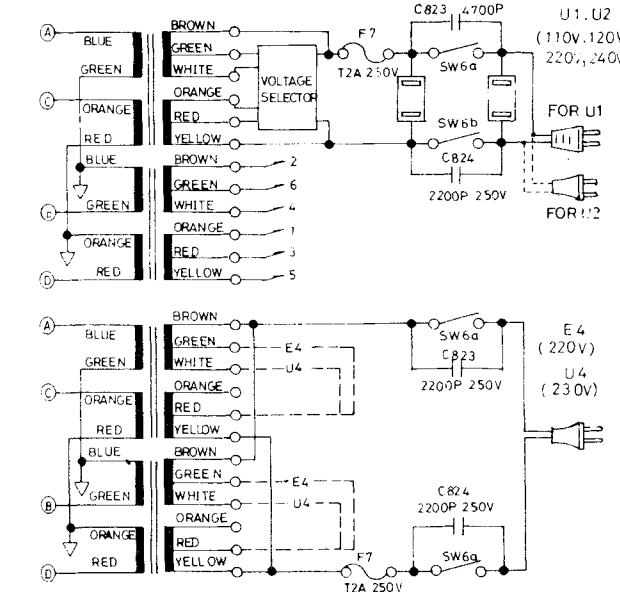 C823 4700P
U1.U2
(110V.120V
220V,240V
A
BLUE
BROWN
GREEN
GREEN
WHITE
F7
T2A 250V
SW6a
VOLTAGE
SELECTOR
C
ORANGE
ORANGE
RED
RED
YELLOW
SW6b
C824
2200P 250V
FOR U1
FOR U2
BLUE
BROWN
2
GREEN
6
GREEN
WHITE
4
ORANGE
ORANGE
1
RED
3
D
RED
YELLOW
5
A
BLUE
BROWN
GREEN
E4
GREEN
WHITE
U4
SW6a
C823
2200P 250V
E4
(220V)
U4
(230V)
C
ORANGE
ORANGE
RED
RED
YELLOW
BLUE
BROWN
GREEN
E4
B
GREEN
WHITE
U4
ORANGE
ORANGE
RED
D
RED
YELLOW
F7
T2A 250V
C824
2200P 250V
SW6a